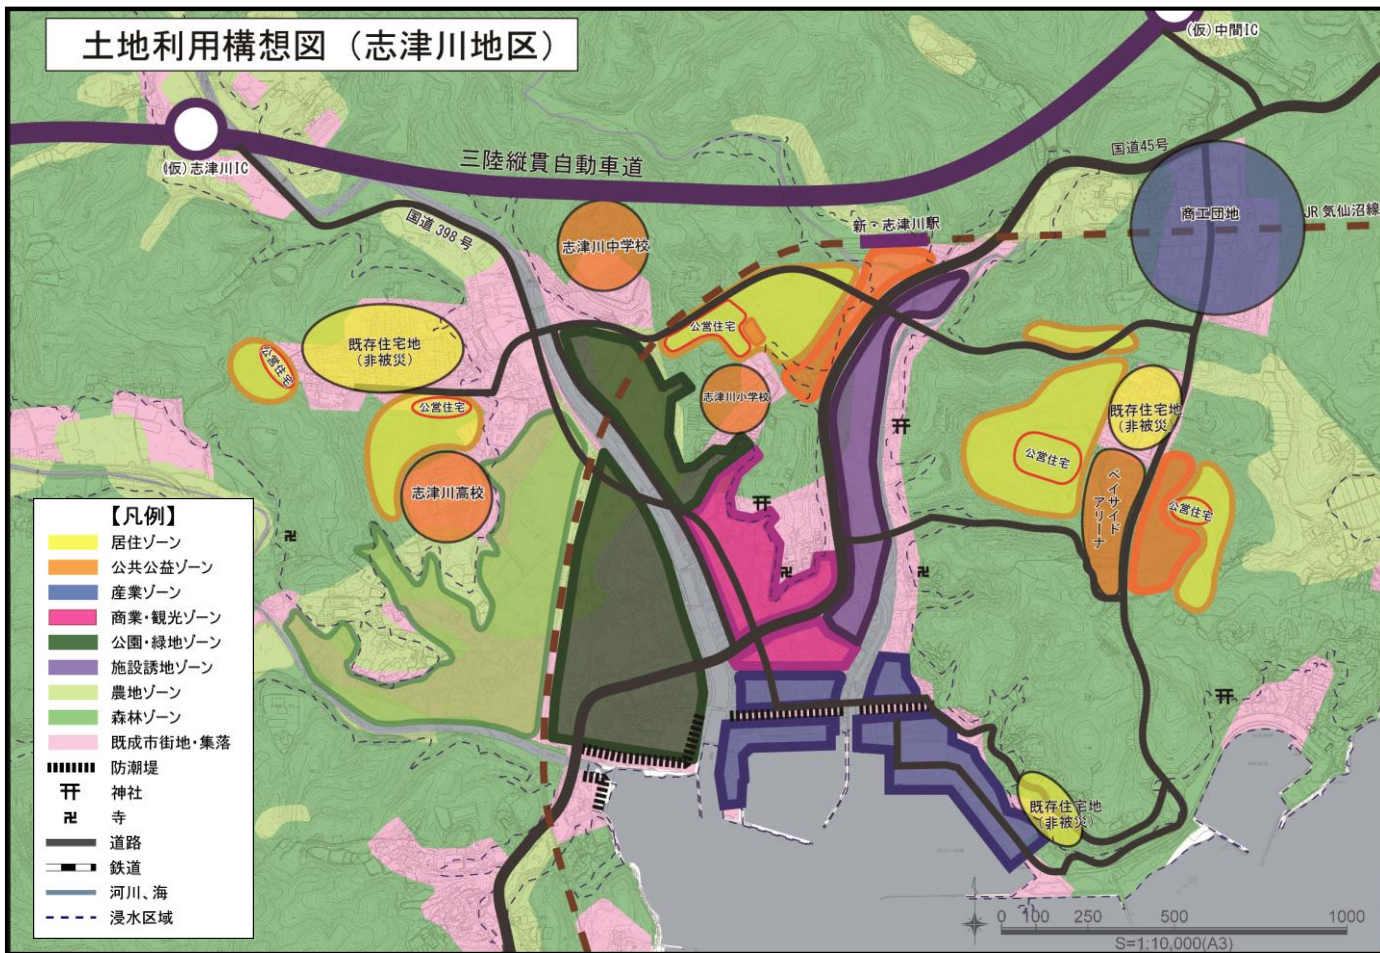 土地利用構想図（志津川地区）
(仮)中間IC
(仮)志津川IC
三陸縦貫自動車道
国道45号
国道398号
志津川中学校
新・志津川駅
商工団地
JR気仙沼線
既存住宅地
（非被災）
公営住宅
公営住宅
公営住宅
志津川小学校
志津川高校
既存住宅地
（非被災）
公営住宅
ベイサイド
アリーナ
公営住宅
既存住宅地
（非被災）
【凡例】
居住ゾーン
公共公益ゾーン
産業ゾーン
商業・観光ゾーン
公園・緑地ゾーン
施設誘地ゾーン
農地ゾーン
森林ゾーン
既成市街地・集落
防潮堤
神社
寺
道路
鉄道
河川、海
浸水区域
0 100 250 500 1000
S=1:10,000(A3)